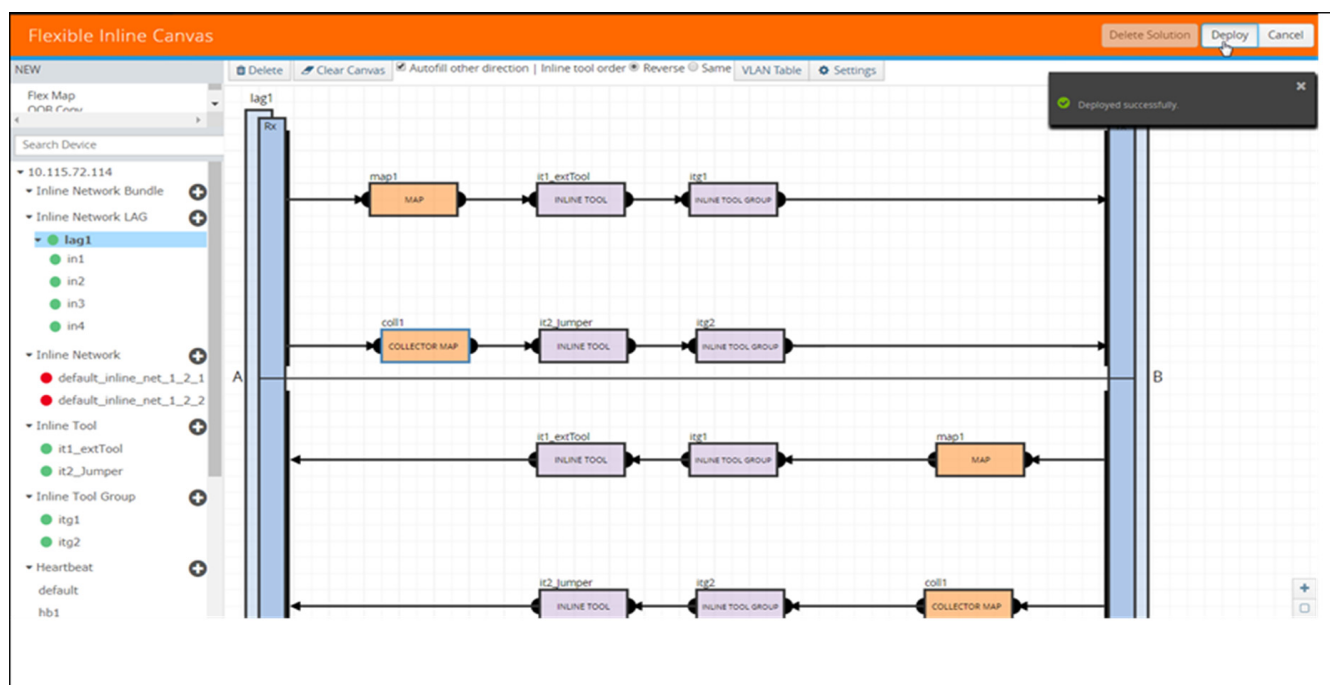 Flexible Inline Canvas
Delete Solution Deploy Cancel
NEW
Delete Clear Canvas Autofill other direction | Inline tool order Reverse Same VLAN Table Settings
Flex Map
OOB Copy
Deployed successfully.
Search Device
10.115.72.114
Inline Network Bundle
Inline Network LAG
lag1
in1
in2
in3
in4
Inline Network
default_inline_net_1_2_1
default_inline_net_1_2_2
Inline Tool
it1_extTool
it2_Jumper
Inline Tool Group
itg1
itg2
Heartbeat
default
hb1
lag1
Rx
map1 it1_extTool itg1
MAP INLINE TOOL INLINE TOOL GROUP
coll1 it2_Jumper itg2
COLLECTOR MAP INLINE TOOL INLINE TOOL GROUP
A B
it1_extTool itg1 map1
INLINE TOOL INLINE TOOL GROUP MAP
it2_Jumper itg2 coll1
INLINE TOOL INLINE TOOL GROUP COLLECTOR MAP